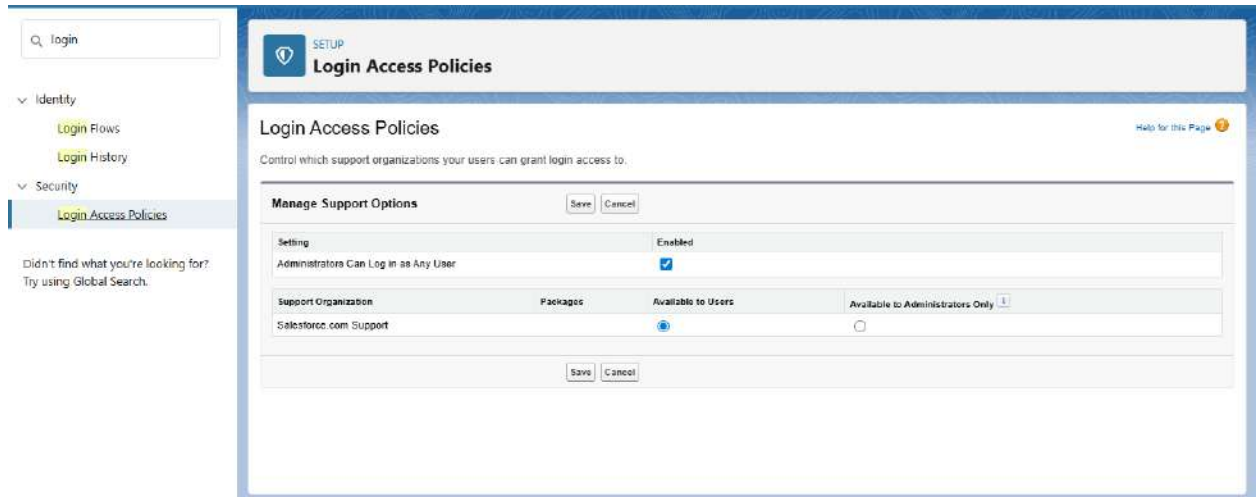 login
Identity
Login Flows
Login History
Security
Login Access Policies
Didn't find what you're looking for?
Try using Global Search.
SETUP
Login Access Policies
Login Access Policies
Help for this Page ?
Control which support organizations your users can grant login access to.
Manage Support Options Save Cancel
Setting Enabled
Administrators Can Log in as Any User
Support Organization Packages Available to Users Available to Administrators Only i
Salesforce.com Support
Save Cancel